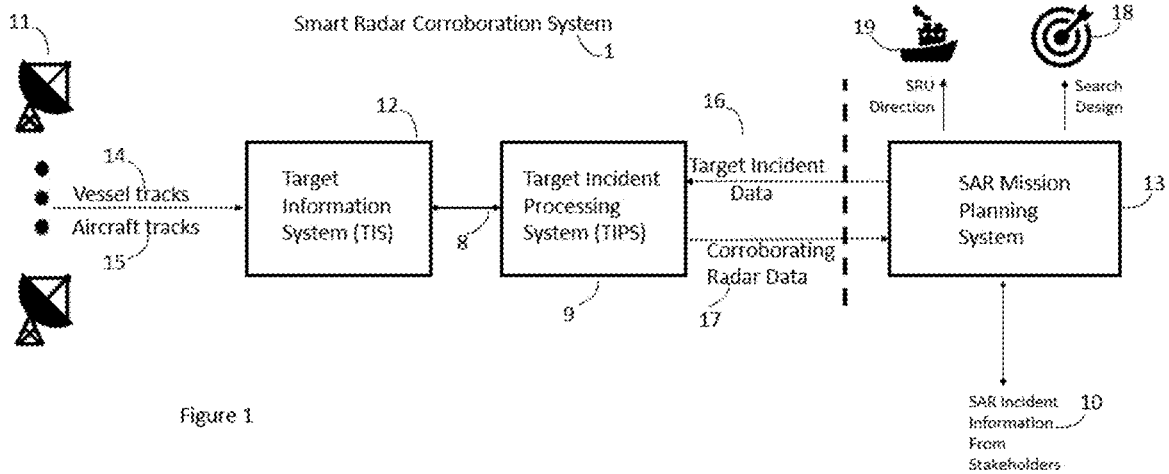 11
Smart Radar Corroboration System
1
19
18
SRU
Direction
Search
Design
12
16
14
Vessel tracks
Aircraft tracks
15
Target
Information
System (TIS)
8
Target Incident
Processing
System (TIPS)
9
Target Incident
Data
Corroborating
Radar Data
17
SAR Mission
Planning
System
13
Figure 1
SAR Incident
Information
From
Stakeholders
10